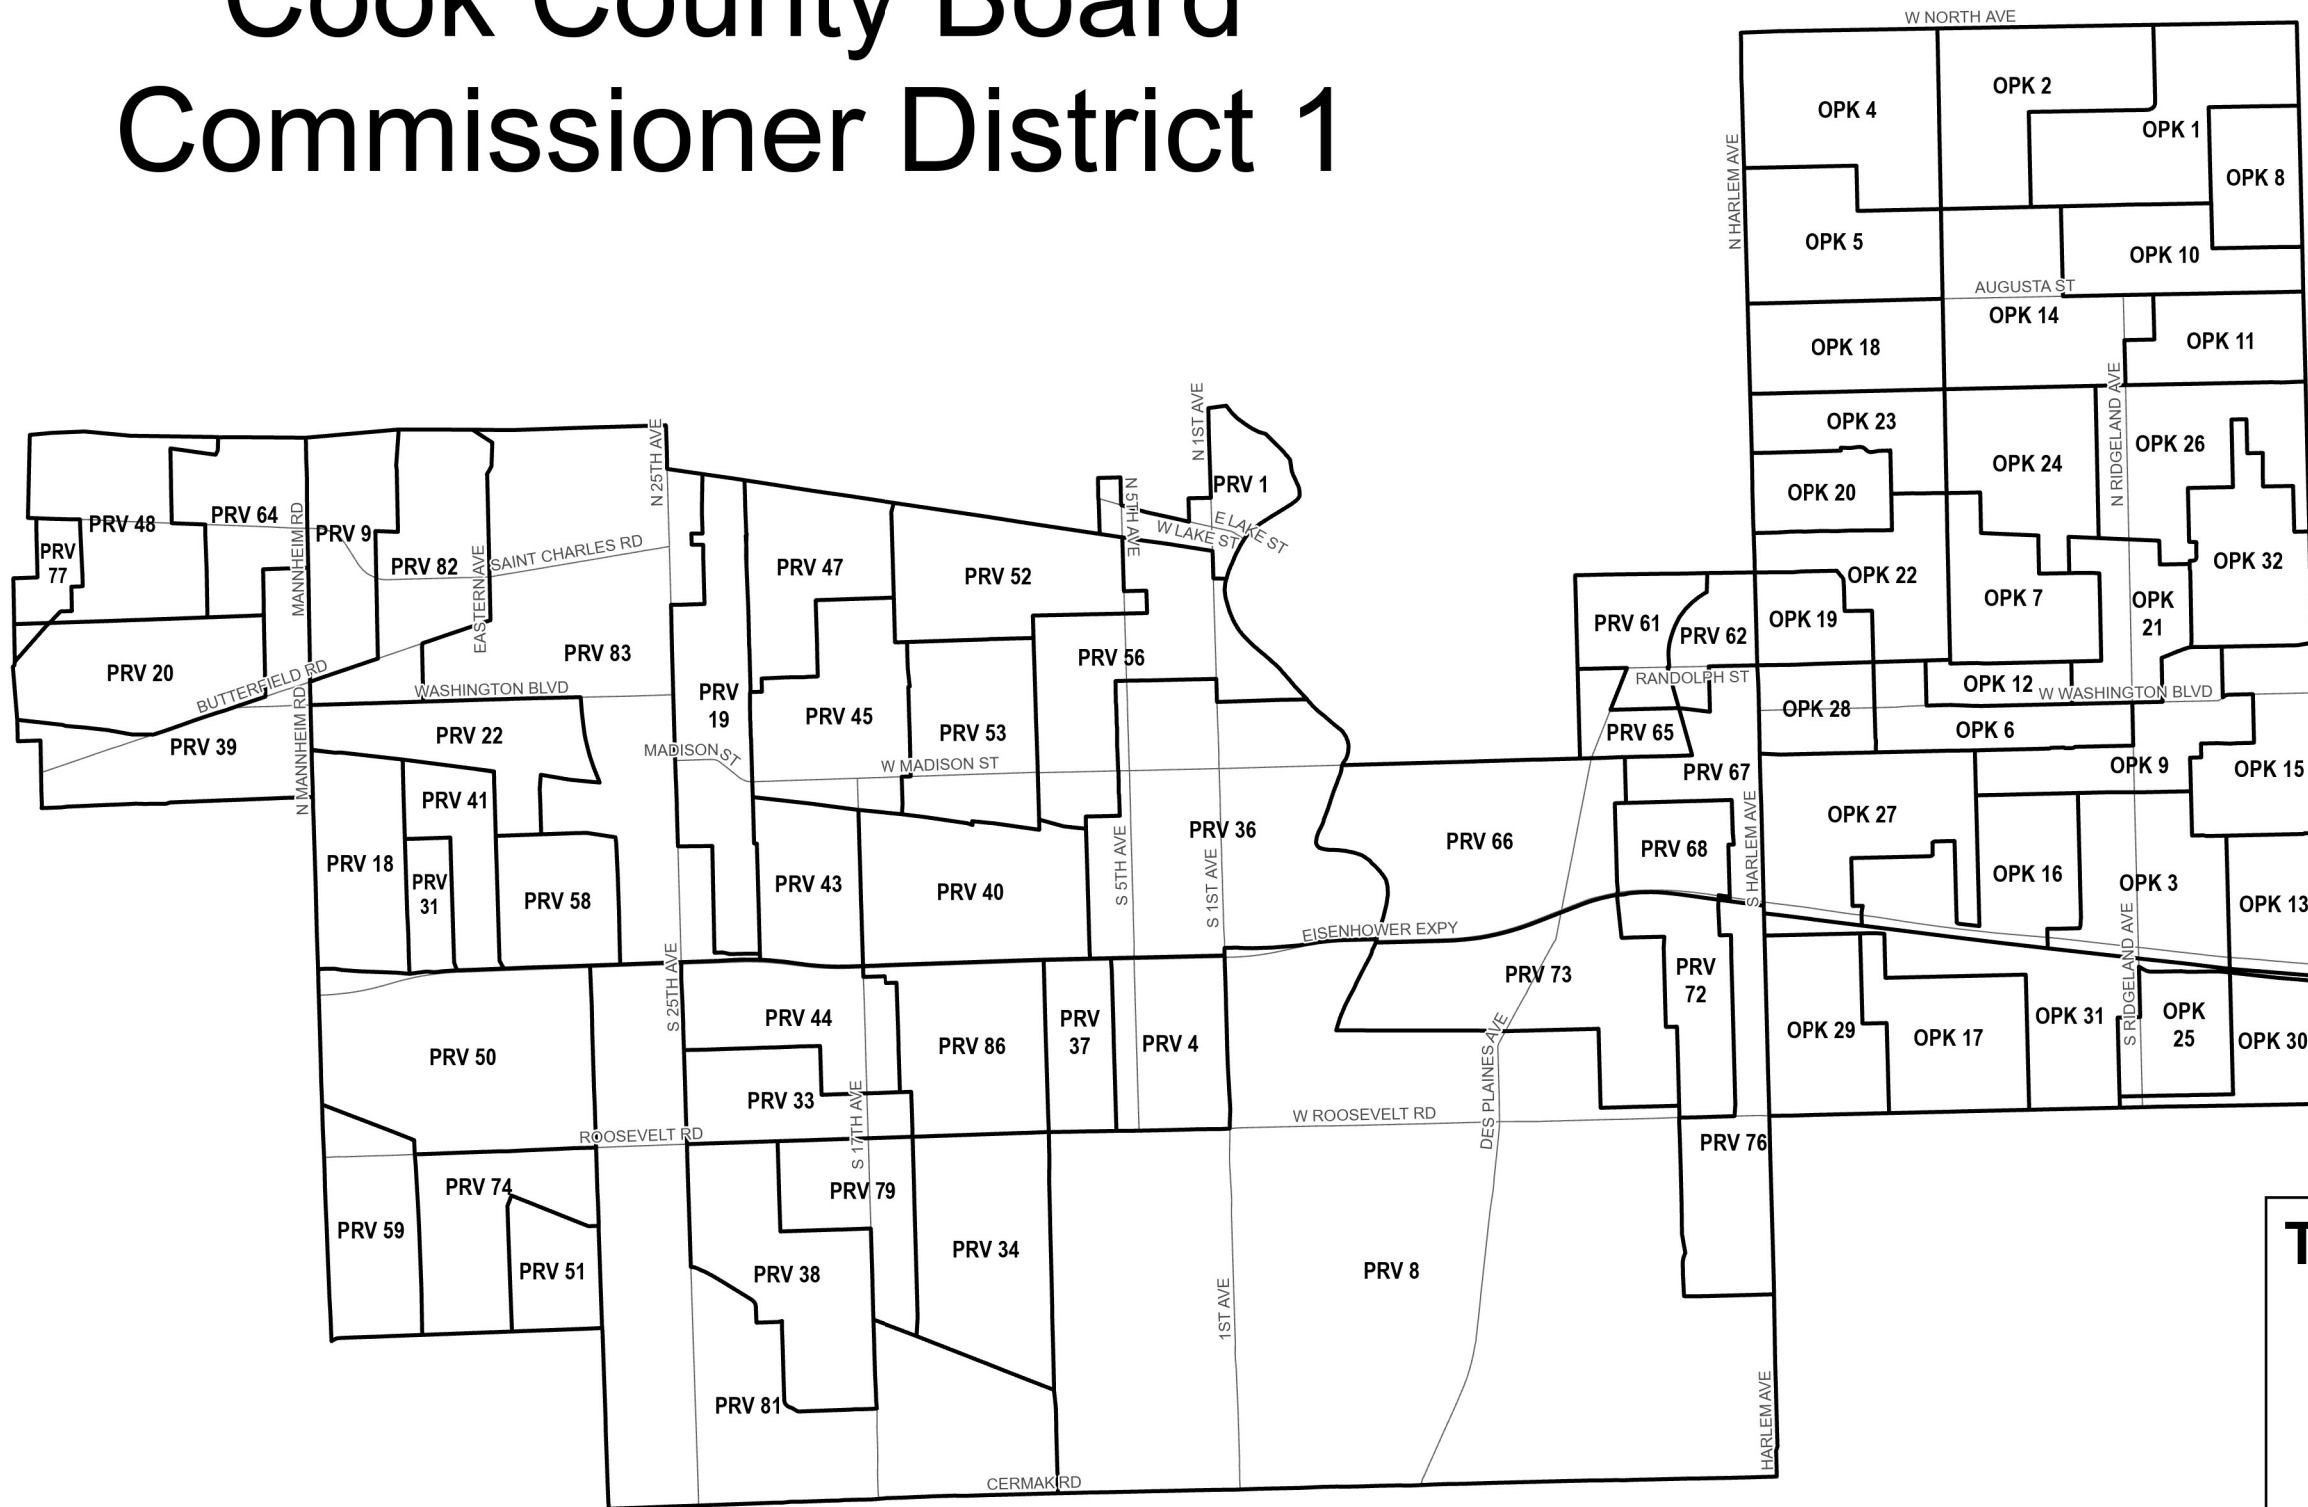 Cook County Board
Commissioner District 1
W NORTH AVE
OPK 2
OPK 4
OPK 1
OPK 8
N HARLEM AVE
OPK 5
OPK 10
AUGUSTA ST
OPK 14
OPK 18
OPK 11
N RIDGELAND AVE
OPK 23
OPK 26
OPK 24
OPK 20
OPK 32
OPK 22
OPK 7
OPK
21
OPK 19
OPK 12
W WASHINGTON BLVD
OPK 28
OPK 6
OPK 9
OPK 15
OPK 27
OPK 16
OPK 3
OPK 13
S RIDGELAND AVE
OPK 29
OPK 17
OPK 31
OPK
25
OPK 30
N 25TH AVE
N 1ST AVE
PRV 1
N 5TH AVE
W LAKE ST
E LAKE ST
PRV 48
PRV 64
MANNHEIM RD
PRV 9
PRV
77
PRV 82
EASTERN AVE
SAINT CHARLES RD
PRV 47
PRV 52
PRV 61
PRV 62
PRV 83
PRV 56
PRV 20
BUTTERFIELD RD
WASHINGTON BLVD
PRV
19
RANDOLPH ST
PRV 45
PRV 53
PRV 65
PRV 39
PRV 22
MADISON ST
W MADISON ST
N MANNHEIM RD
PRV 67
PRV 41
PRV 36
PRV 66
PRV 68
S HARLEM AVE
PRV 18
PRV
31
PRV 58
PRV 43
PRV 40
S 5TH AVE
S 1ST AVE
EISENHOWER EXPY
S 25TH AVE
PRV 73
PRV
72
PRV 44
PRV
37
PRV 50
PRV 86
PRV 4
DES PLAINES AVE
PRV 33
S 17TH AVE
W ROOSEVELT RD
ROOSEVELT RD
PRV 76
PRV 74
PRV 79
PRV 59
PRV 51
PRV 38
PRV 34
PRV 8
1ST AVE
PRV 81
HARLEM AVE
CERMAK RD
T